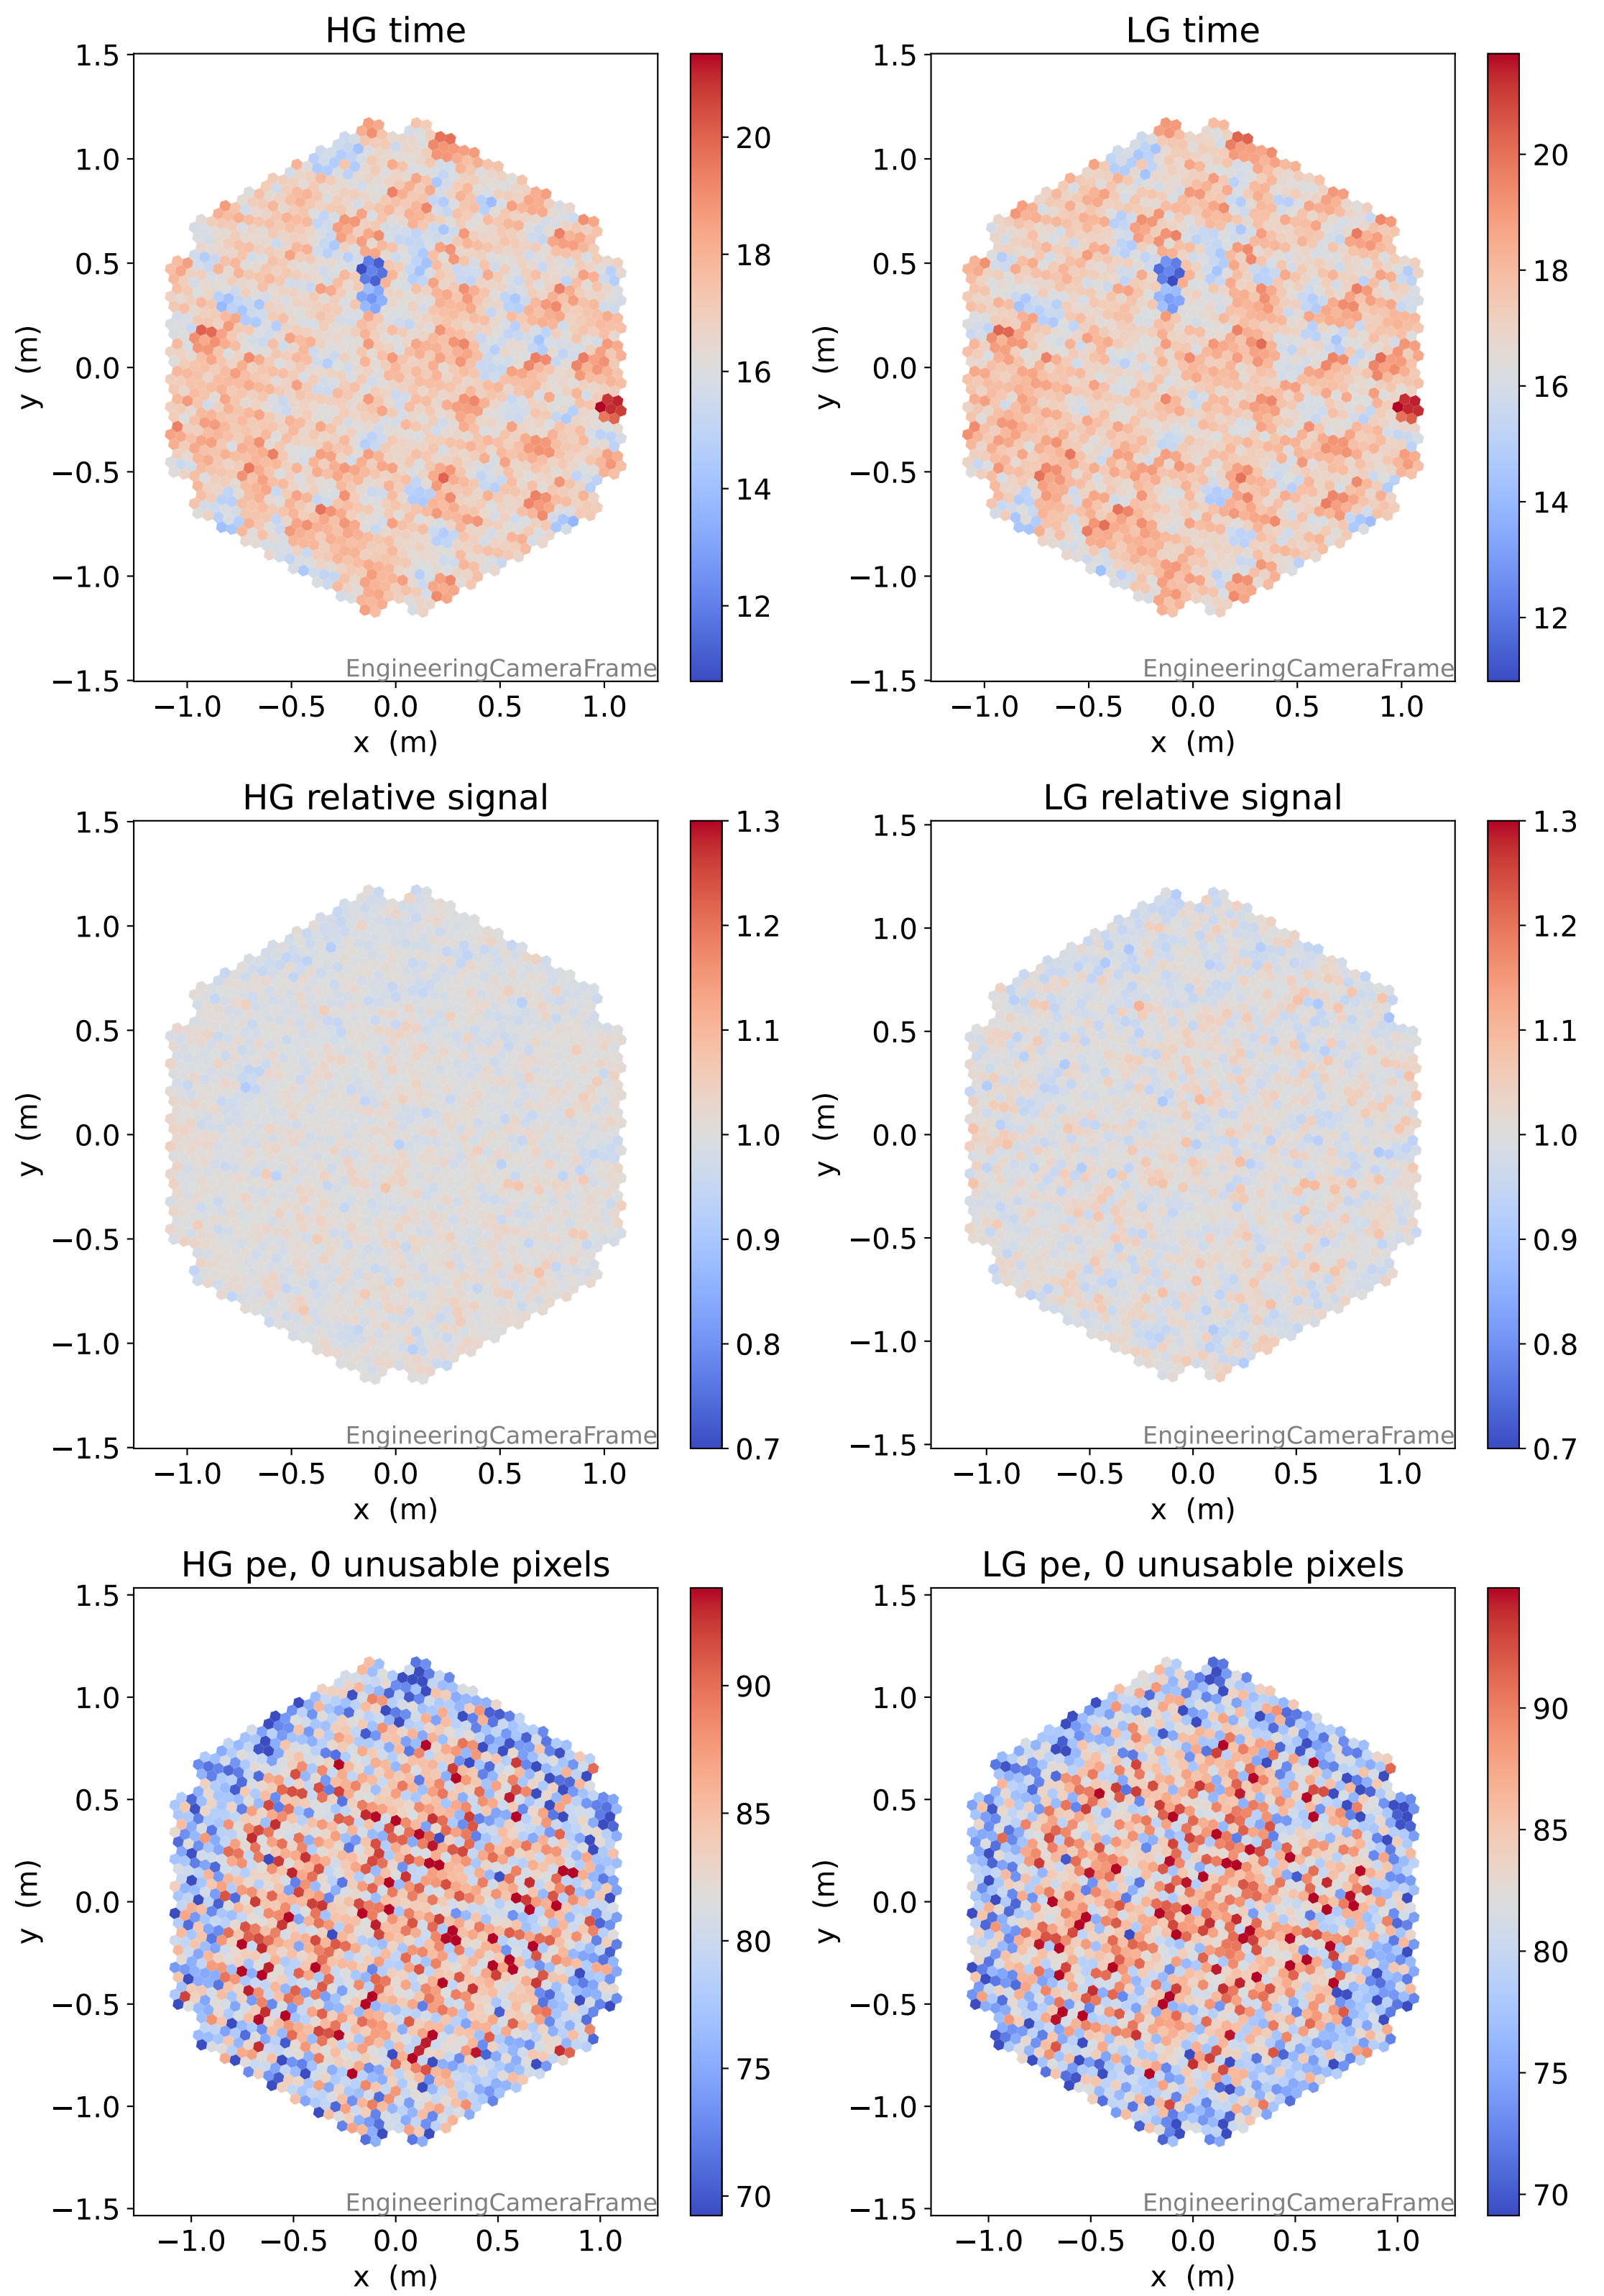 HG time
1.5
1.0
0.5
0.0
−0.5
−1.0
−1.5
y (m)
−1.0 −0.5 0.0 0.5 1.0
x (m)
EngineeringCameraFrame
20
18
16
14
12
LG time
1.5
1.0
0.5
0.0
−0.5
−1.0
−1.5
y (m)
−1.0 −0.5 0.0 0.5 1.0
x (m)
EngineeringCameraFrame
20
18
16
14
12
HG relative signal
1.5
1.0
0.5
0.0
−0.5
−1.0
−1.5
y (m)
−1.0 −0.5 0.0 0.5 1.0
x (m)
EngineeringCameraFrame
1.3
1.2
1.1
1.0
0.9
0.8
0.7
LG relative signal
1.5
1.0
0.5
0.0
−0.5
−1.0
−1.5
y (m)
−1.0 −0.5 0.0 0.5 1.0
x (m)
EngineeringCameraFrame
1.3
1.2
1.1
1.0
0.9
0.8
0.7
HG pe, 0 unusable pixels
1.5
1.0
0.5
0.0
−0.5
−1.0
−1.5
y (m)
−1.0 −0.5 0.0 0.5 1.0
x (m)
EngineeringCameraFrame
90
85
80
75
70
LG pe, 0 unusable pixels
1.5
1.0
0.5
0.0
−0.5
−1.0
−1.5
y (m)
−1.0 −0.5 0.0 0.5 1.0
x (m)
EngineeringCameraFrame
90
85
80
75
70